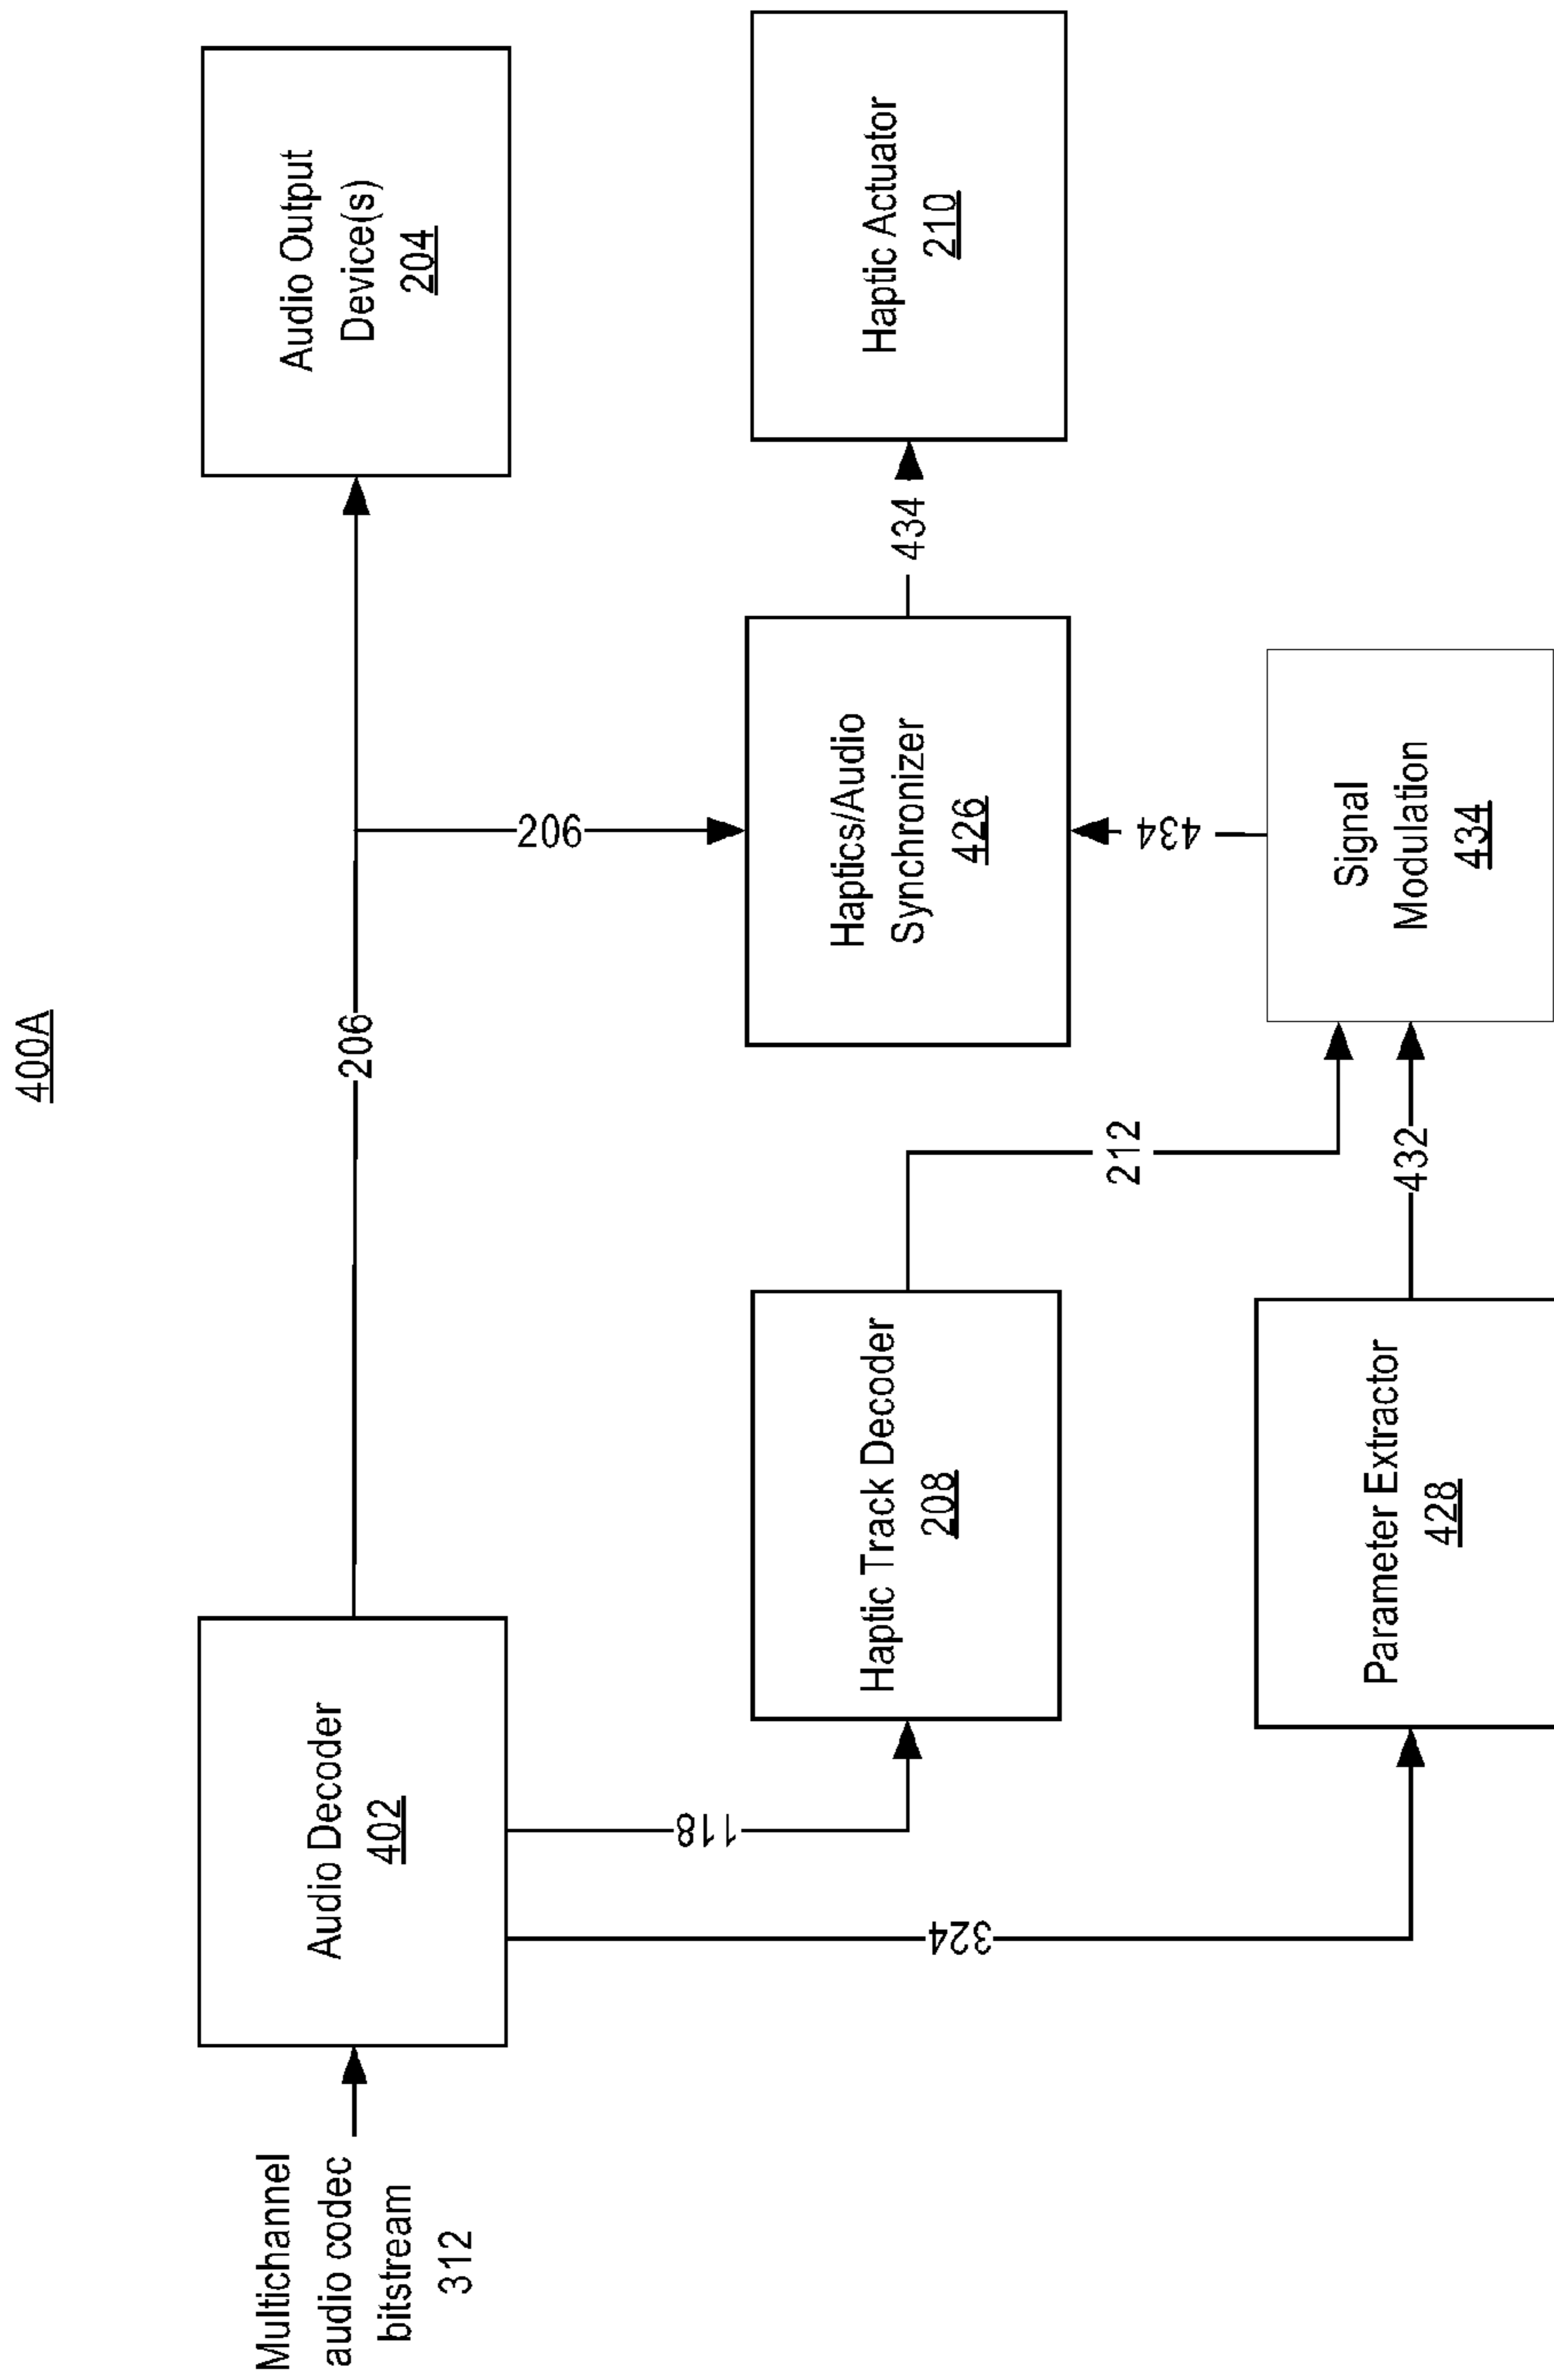 400A
Multichannel
audio codec
bitstream
312
Audio Decoder
402
206
206
Audio Output
Device(s)
204
118
324
Haptic Track Decoder
208
212
Haptics/Audio
Synchronizer
426
434
Haptic Actuator
210
Parameter Extractor
428
432
Signal
Modulation
434
434